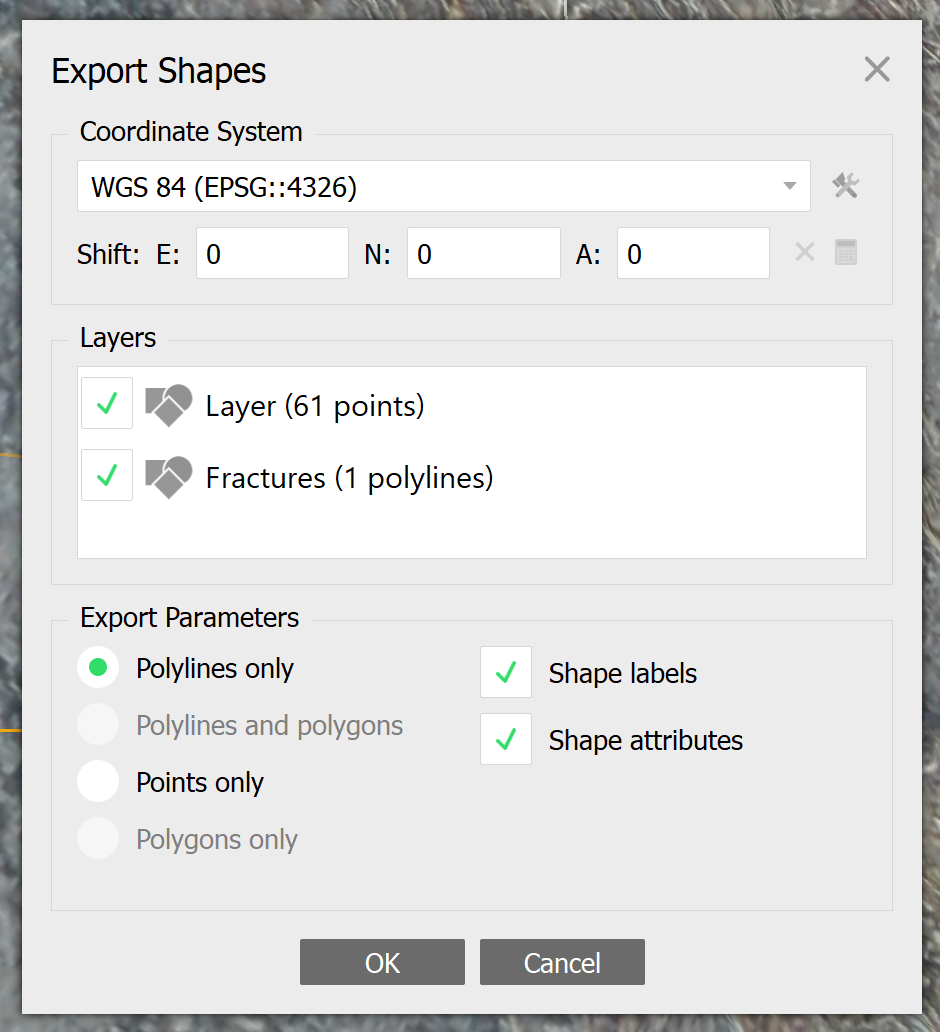 Export Shapes
Coordinate System
WGS 84 (EPSG::4326)
Shift: E: 0 N: 0 A: 0
Layers
Layer (61 points)
Fractures (1 polylines)
Export Parameters
Polylines only
Shape labels
Polylines and polygons
Shape attributes
Points only
Polygons only
OK Cancel